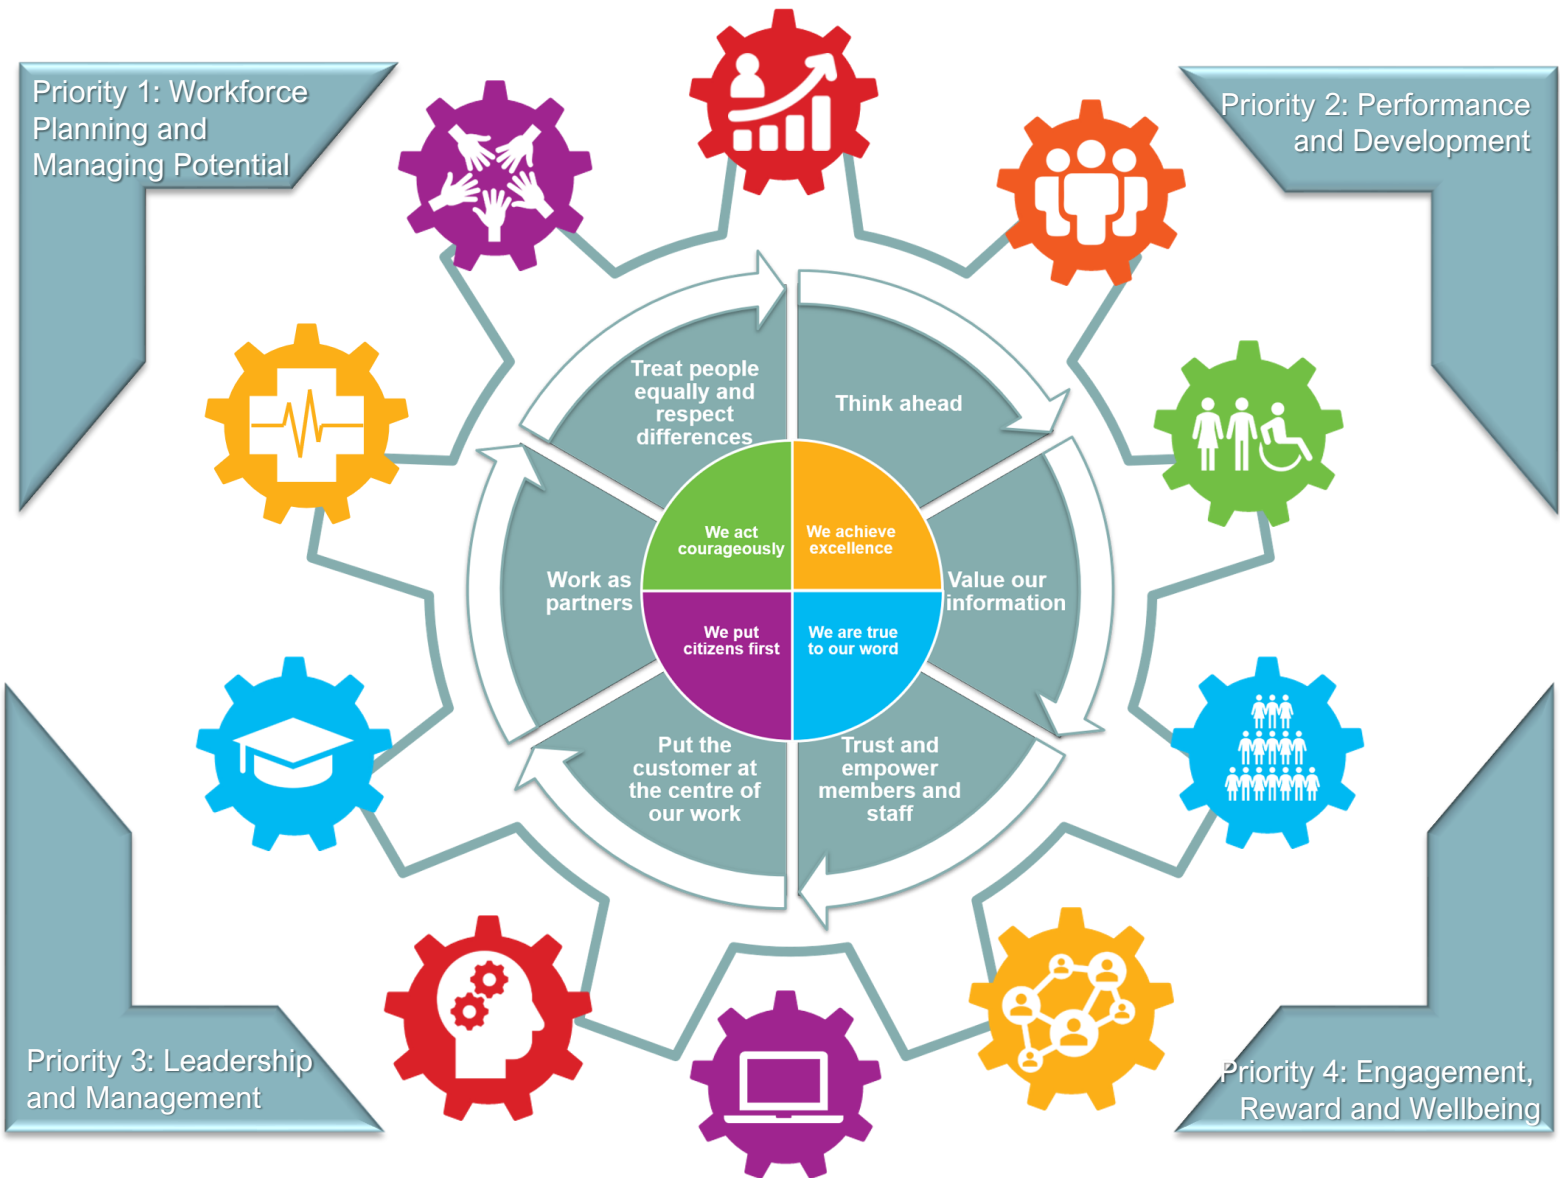 Priority 1: Workforce
Planning and
Managing Potential
Priority 2: Performance
and Development
Treat people
equally and
respect
differences
Think ahead
We act
courageously
We achieve
excellence
Work as
partners
Value our
information
We put
citizens first
We are true
to our word
Put the
customer at
the centre of
our work
Trust and
empower
members and
staff
Priority 3: Leadership
and Management
Priority 4: Engagement,
Reward and Wellbeing